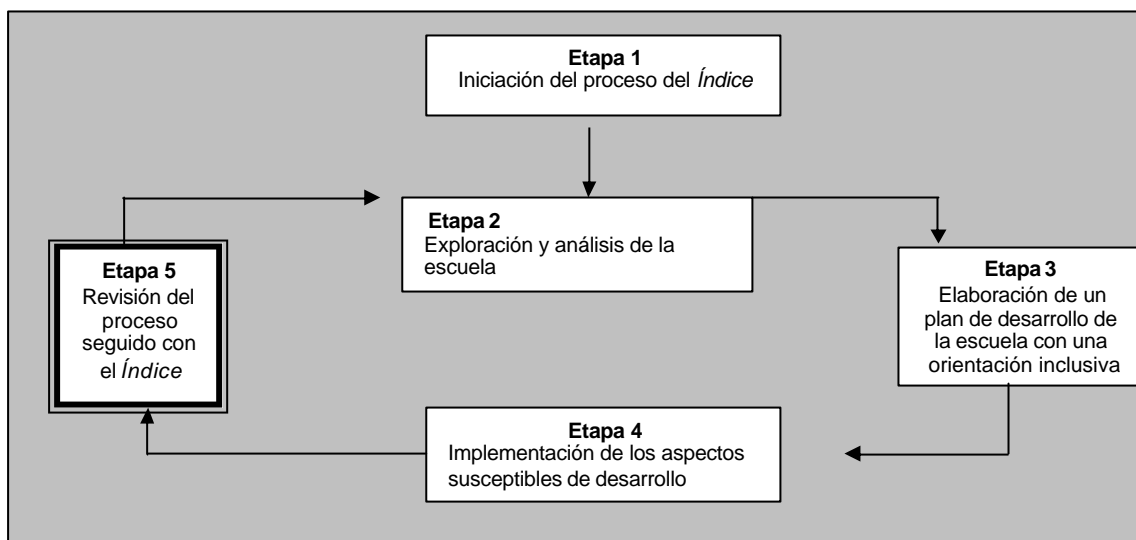 Etapa 1
Iniciación del proceso del Índice
Etapa 2
Exploración y análisis de la
escuela
Etapa 3
Elaboración de un
plan de desarrollo de
la escuela con una
orientación inclusiva
Etapa 4
Implementación de los aspectos
susceptibles de desarrollo
Etapa 5
Revisión del
proceso
seguido con
el Índice